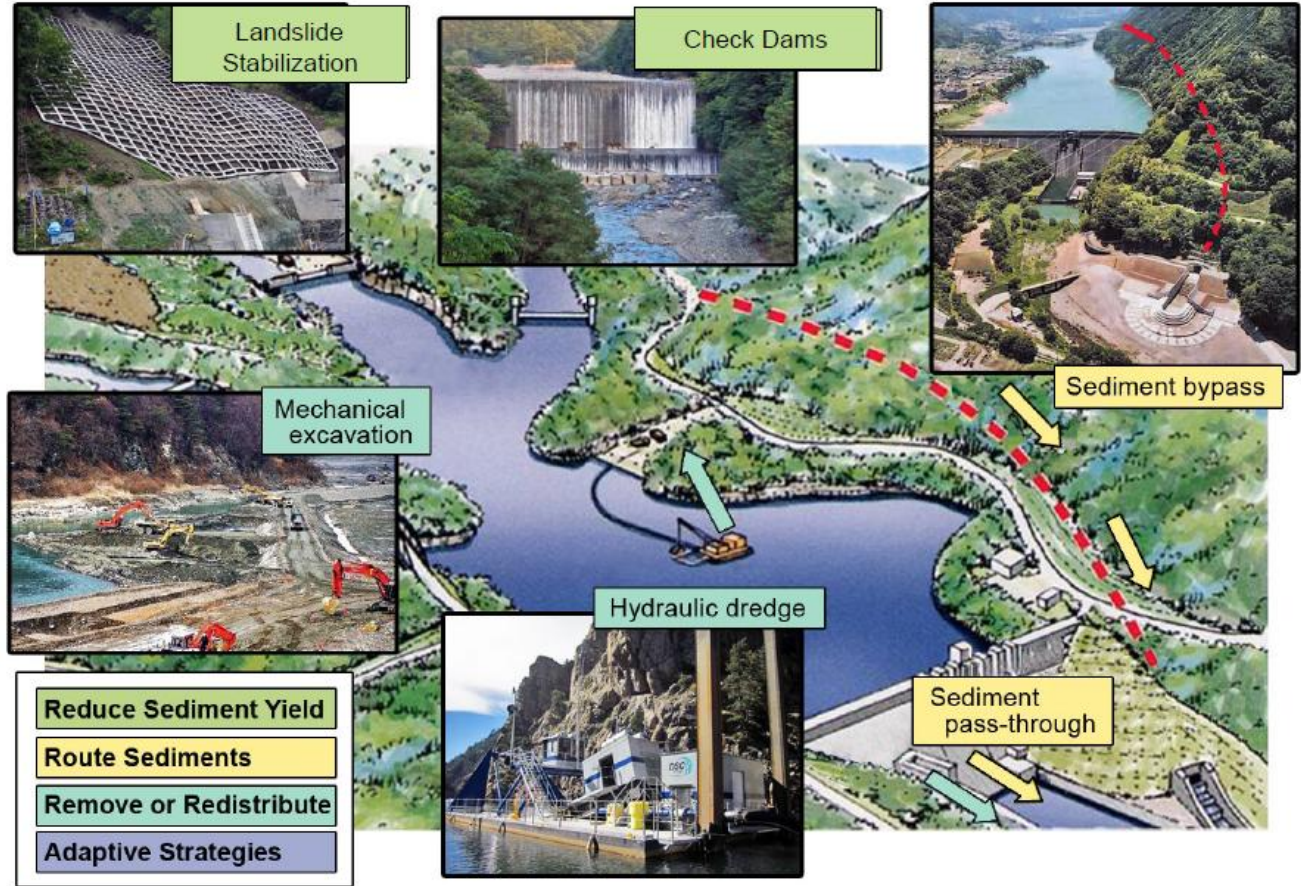 Landslide
Stabilization
Check Dams
Sediment bypass
Mechanical
excavation
Hydraulic dredge
DSC
Sediment
pass-through
Reduce Sediment Yield
Route Sediments
Remove or Redistribute
Adaptive Strategies